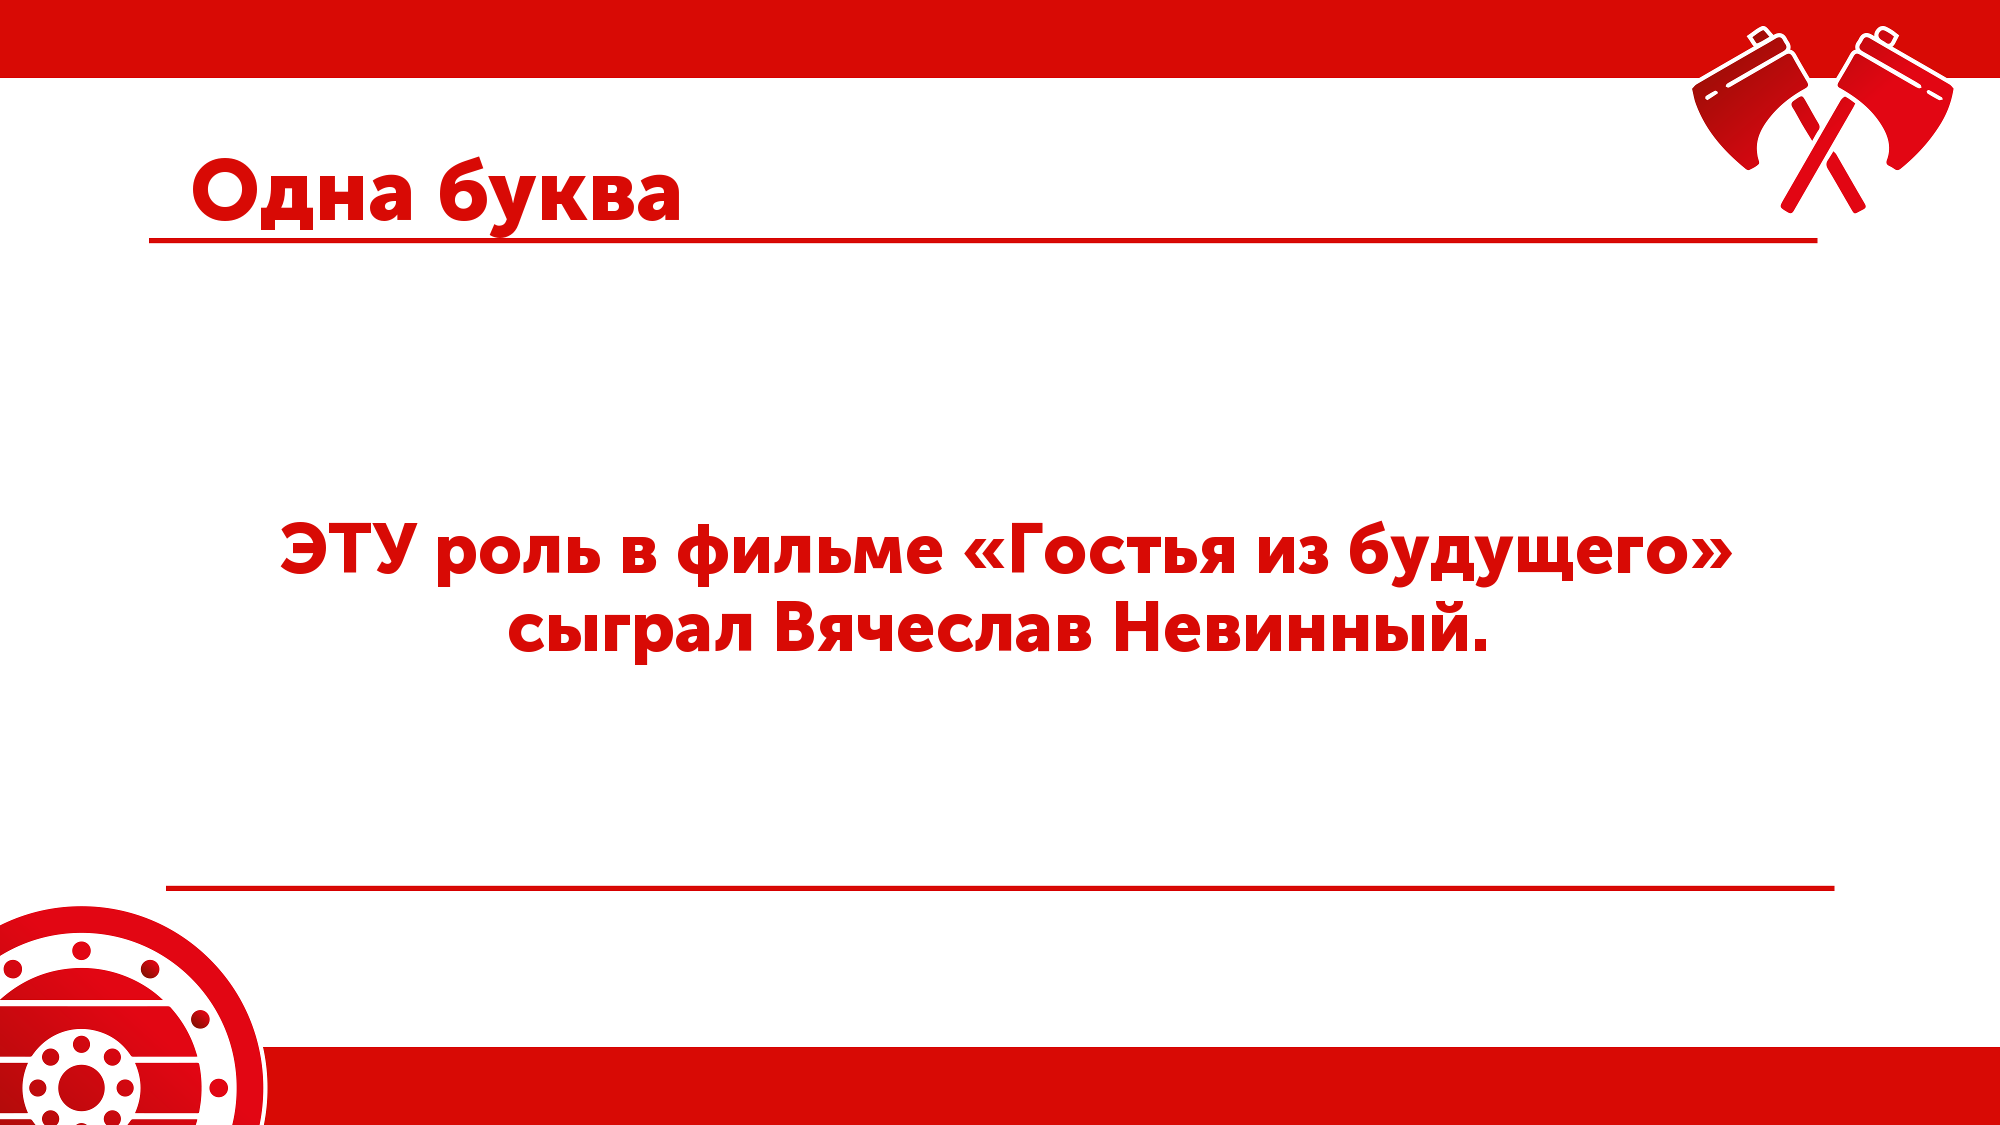 Одна буква
ЭТУ роль в фильме «Гостья из будущего»
сыграл Вячеслав Невинный.